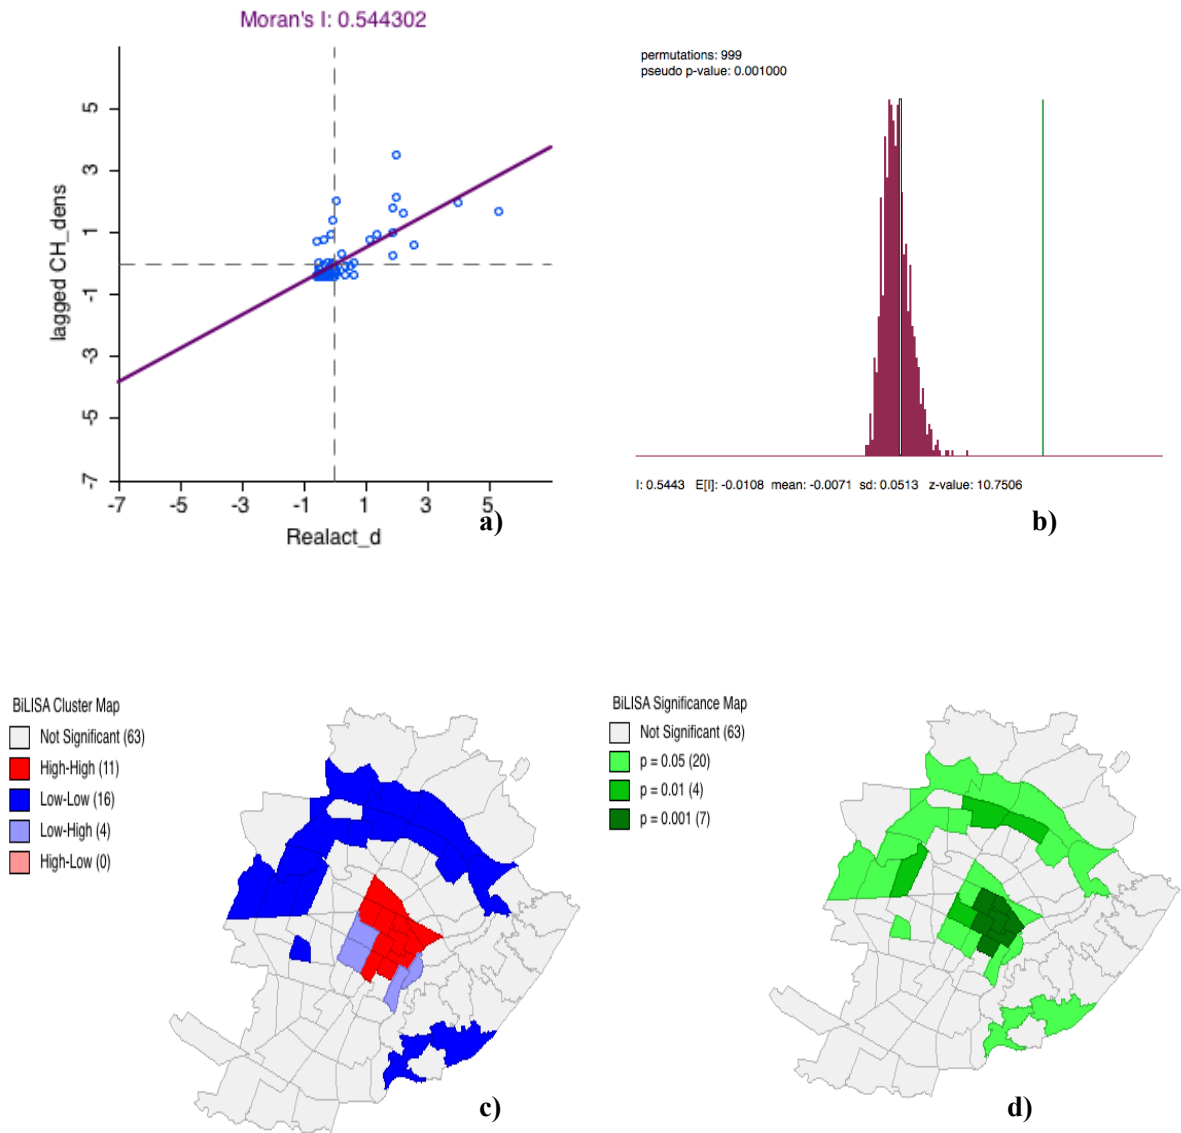 Moran's I: 0.544302
lagged CH_dens
5
3
1
-1
-3
-5
-7
-7
-5
-3
-1
1
3
5
Realact_d
a)
permutations: 999
pseudo p-value: 0.001000
I: 0.5443 E[I]: -0.0108 mean: -0.0071 sd: 0.0513 z-value: 10.7506
b)
BiLISA Cluster Map
Not Significant (63)
High-High (11)
Low-Low (16)
Low-High (4)
High-Low (0)
c)
BiLISA Significance Map
Not Significant (63)
p = 0.05 (20)
p = 0.01 (4)
p = 0.001 (7)
d)